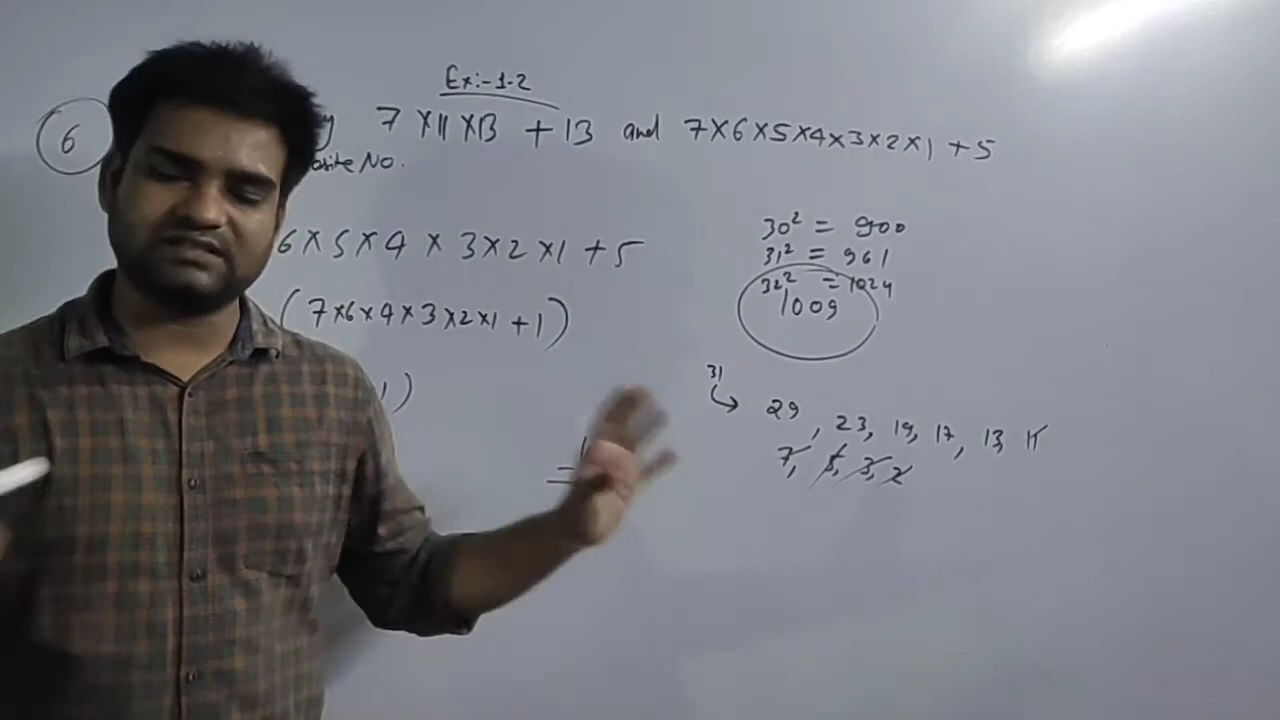 Ex:-1.2
6 7×11×13 + 13 and 7×6×5×4×3×2×1+5
No.
6×5×4×3×2×1+5
(7×6×4×3×2×1+1)
1)
30² = 900
31² = 961
32² = 1024
1009
31
29, 23, 19, 17, 13, 11
7, 5, 3, 2